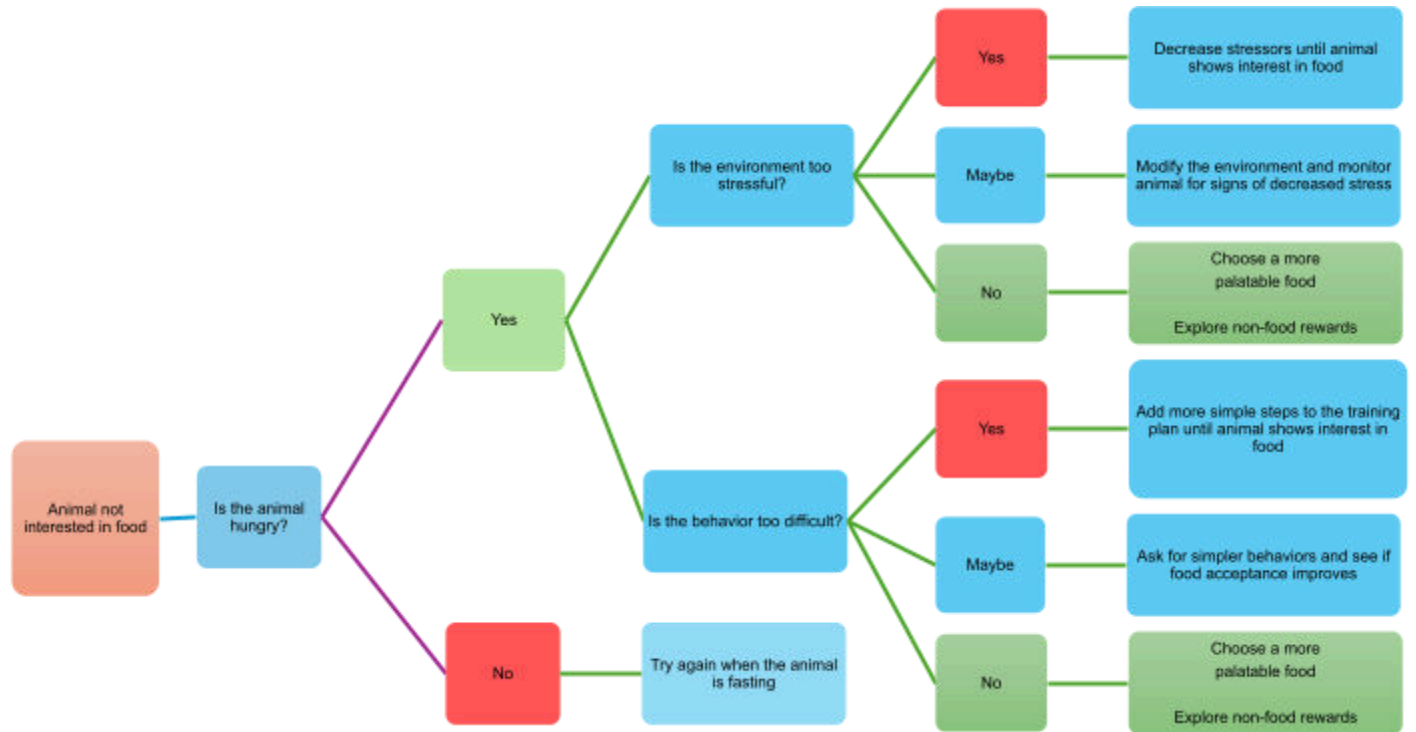 Animal not
interested in food
Is the animal
hungry?
Yes
Is the environment too
stressful?
Yes
Decrease stressors until animal
shows interest in food
Maybe
Modify the environment and monitor
animal for signs of decreased stress
No
Choose a more
palatable food
Explore non-food rewards
Is the behavior too difficult?
Yes
Add more simple steps to the training
plan until animal shows interest in
food
Maybe
Ask for simpler behaviors and see if
food acceptance improves
No
Choose a more
palatable food
Explore non-food rewards
No
Try again when the animal
is fasting